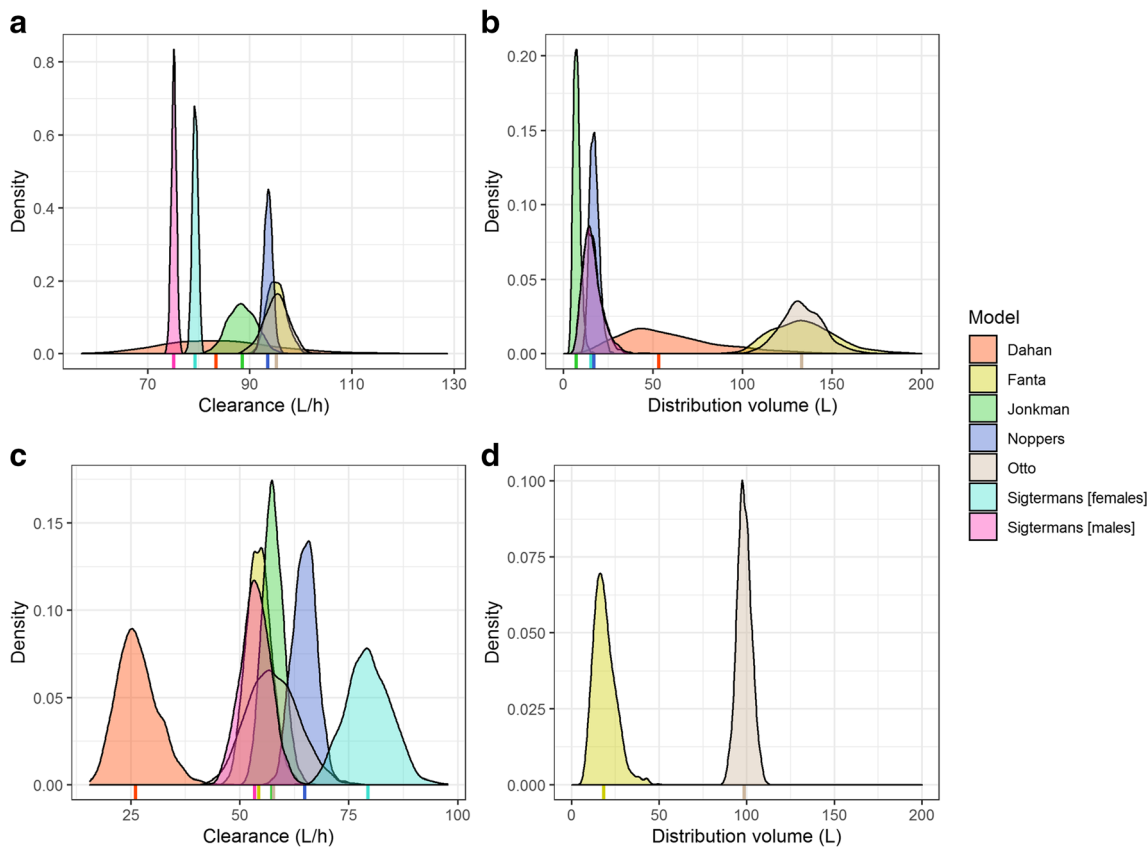 a
0.8
0.6
0.4
0.2
0.0
Density
70
90
110
130
Clearance (L/h)
b
0.20
0.15
0.10
0.05
0.00
Density
0
50
100
150
200
Distribution volume (L)
c
0.15
0.10
0.05
0.00
Density
25
50
75
100
Clearance (L/h)
d
0.100
0.075
0.050
0.025
0.000
Density
0
50
100
150
200
Distribution volume (L)
Model
Dahan
Fanta
Jonkman
Noppers
Otto
Sigtermans [females]
Sigtermans [males]